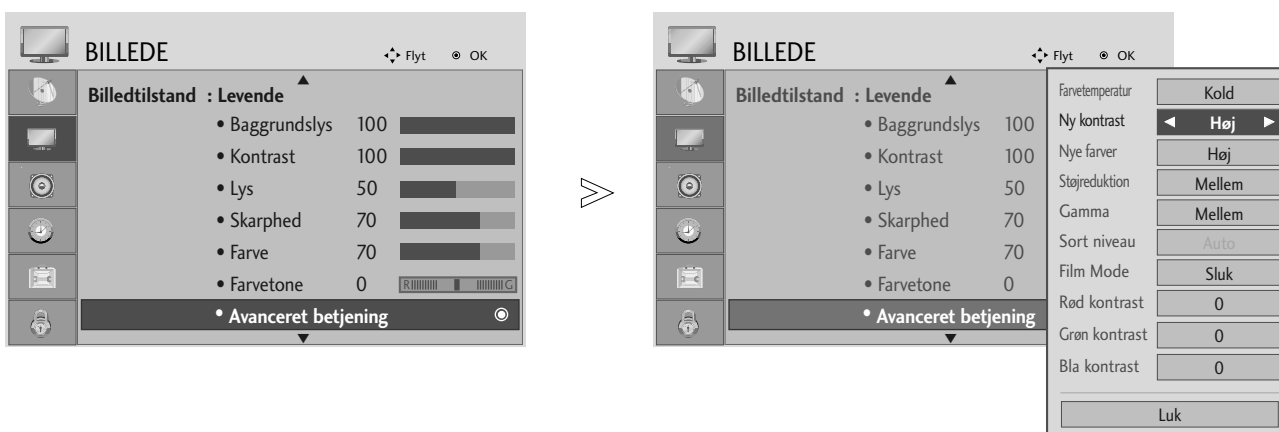 BILLEDE
Flyt OK
Billedtilstand : Levende
• Baggrundslys 100
• Kontrast 100
• Lys 50
• Skarphed 70
• Farve 70
• Farvetone 0 R G
• Avanceret betjening
BILLEDE
Flyt OK
Billedtilstand : Levende
• Baggrundslys 100
• Kontrast 100
• Lys 50
• Skarphed 70
• Farve 70
• Farvetone 0
• Avanceret betjening
Farvetemperatur Kold
Ny kontrast Høj
Nye farver Høj
Støjreduktion Mellem
Gamma Mellem
Sort niveau Auto
Film Mode Sluk
Rød kontrast 0
Grøn kontrast 0
Bla kontrast 0
Luk